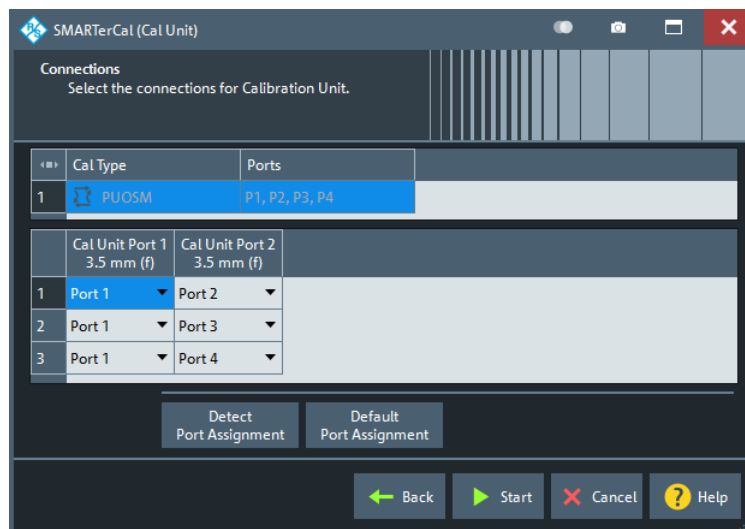 SMARTerCal (Cal Unit)
Connections
Select the connections for Calibration Unit.
Cal Type Ports
1 PUOSM P1, P2, P3, P4
Cal Unit Port 1 Cal Unit Port 2
3.5 mm (f) 3.5 mm (f)
1 Port 1 Port 2
2 Port 1 Port 3
3 Port 1 Port 4
Detect Default
Port Assignment Port Assignment
Back Start Cancel ? Help